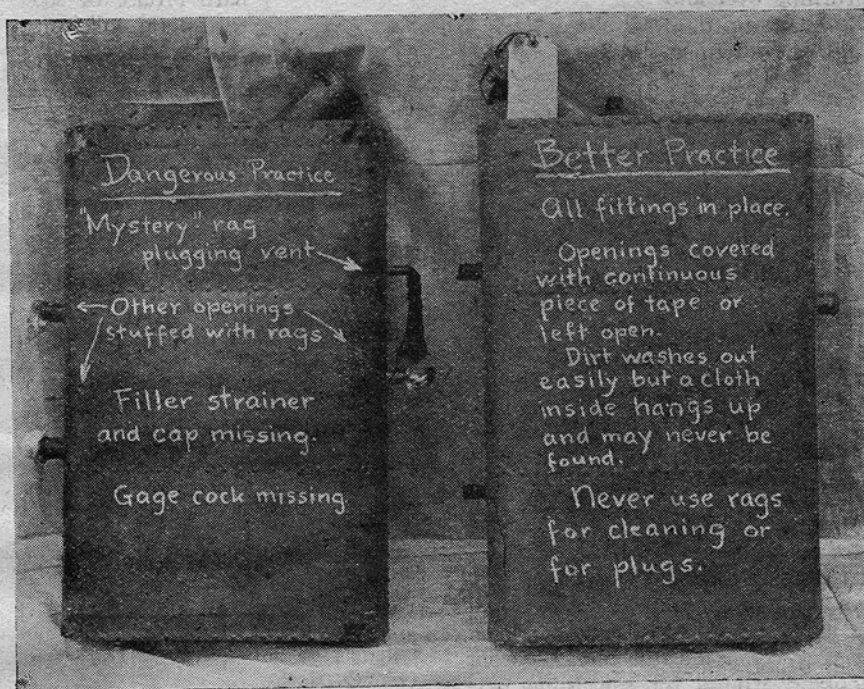 Dangerous Practice
"Mystery" rag
plugging vent
Other openings
stuffed with rags
Filler strainer
and cap missing.
Gage cock missing.
Better Practice
All fittings in place.
Openings covered
with continuous
piece of tape or
left open.
Dirt washes out
easily but a cloth
inside hangs up
and may never be
found.
Never use rags
for cleaning or
for plugs.